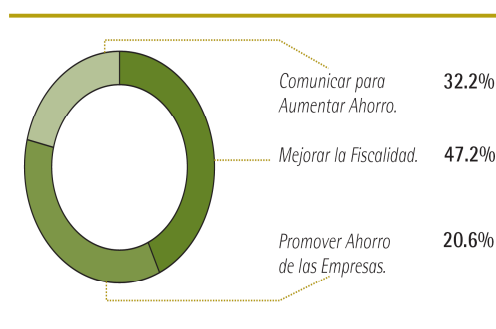 Comunicar para 32.2%
Aumentar Ahorro.
Mejorar la Fiscalidad. 47.2%
Promover Ahorro 20.6%
de las Empresas.